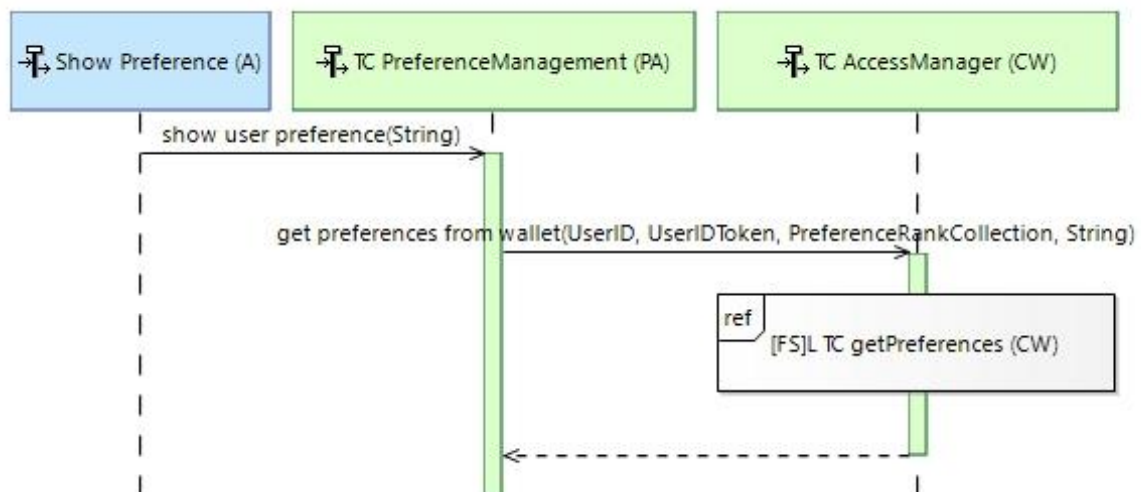 Show Preference (A)
TC PreferenceManagement (PA)
TC AccessManager (CW)
show user preference(String)
get preferences from wallet(UserID, UserIDToken, PreferenceRankCollection, String)
ref
[FS]L TC getPreferences (CW)